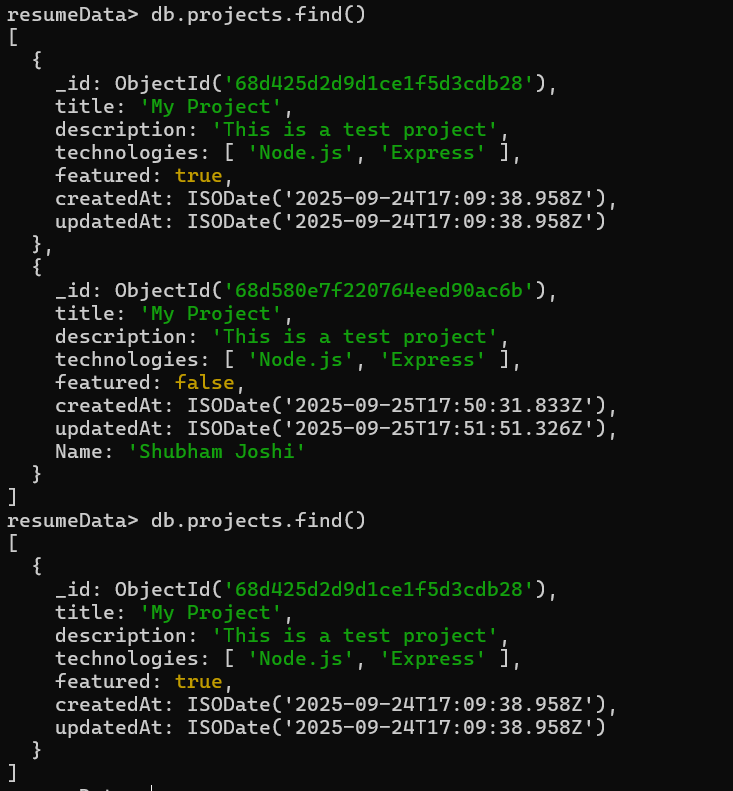 resumeData> db.projects.find()
[
  {
    _id: ObjectId('68d425d2d9d1ce1f5d3cdb28'),
    title: 'My Project',
    description: 'This is a test project',
    technologies: [ 'Node.js', 'Express' ],
    featured: true,
    createdAt: ISODate('2025-09-24T17:09:38.958Z'),
    updatedAt: ISODate('2025-09-24T17:09:38.958Z')
  },
  {
    _id: ObjectId('68d580e7f220764eed90ac6b'),
    title: 'My Project',
    description: 'This is a test project',
    technologies: [ 'Node.js', 'Express' ],
    featured: false,
    createdAt: ISODate('2025-09-25T17:50:31.833Z'),
    updatedAt: ISODate('2025-09-25T17:51:51.326Z'),
    Name: 'Shubham Joshi'
  }
]
resumeData> db.projects.find()
[
  {
    _id: ObjectId('68d425d2d9d1ce1f5d3cdb28'),
    title: 'My Project',
    description: 'This is a test project',
    technologies: [ 'Node.js', 'Express' ],
    featured: true,
    createdAt: ISODate('2025-09-24T17:09:38.958Z'),
    updatedAt: ISODate('2025-09-24T17:09:38.958Z')
  }
]